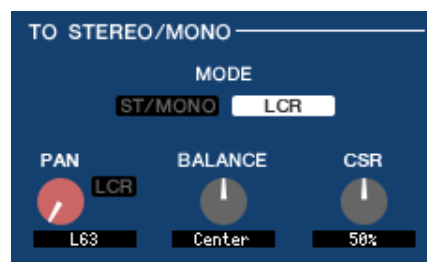 TO STEREO/MONO
MODE
ST/MONO LCR
PAN BALANCE CSR
LCR
L63 Center 50%